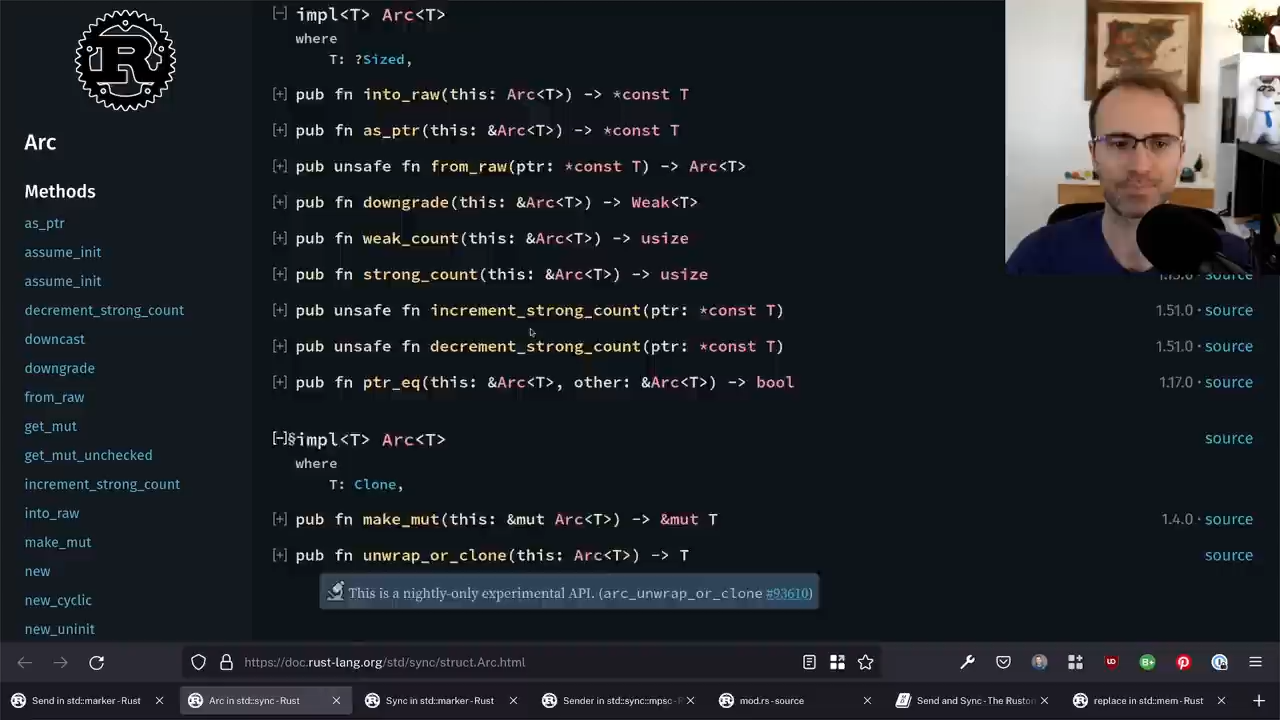 [−] impl<T> Arc<T>
where
T: ?Sized,
[+] pub fn into_raw(this: Arc<T>) -> *const T
[+] pub fn as_ptr(this: &Arc<T>) -> *const T
[+] pub unsafe fn from_raw(ptr: *const T) -> Arc<T>
[+] pub fn downgrade(this: &Arc<T>) -> Weak<T>
[+] pub fn weak_count(this: &Arc<T>) -> usize
[+] pub fn strong_count(this: &Arc<T>) -> usize
1.15.0 · source
[+] pub unsafe fn increment_strong_count(ptr: *const T)
1.51.0 · source
[+] pub unsafe fn decrement_strong_count(ptr: *const T)
1.51.0 · source
[+] pub fn ptr_eq(this: &Arc<T>, other: &Arc<T>) -> bool
1.17.0 · source
[−]§impl<T> Arc<T>
source
where
T: Clone,
[+] pub fn make_mut(this: &mut Arc<T>) -> &mut T
1.4.0 · source
[+] pub fn unwrap_or_clone(this: Arc<T>) -> T
source
This is a nightly-only experimental API. (arc_unwrap_or_clone #93610)
R
Arc
Methods
as_ptr
assume_init
assume_init
decrement_strong_count
downcast
downgrade
from_raw
get_mut
get_mut_unchecked
increment_strong_count
into_raw
make_mut
new
new_cyclic
new_uninit
https://doc.rust-lang.org/std/sync/struct.Arc.html
Send in std::marker - Rust
Arc in std::sync - Rust
Sync in std::marker - Rust
Sender in std::sync::mpsc -
mod.rs - source
Send and Sync - The Ruston
replace in std::mem - Rust